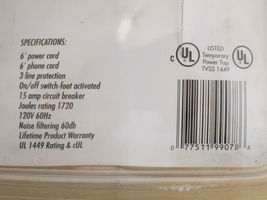 SPECIFICATIONS:
6' power cord
6' phone cord
3 line protection
On/off switch-foot activated
15 amp circuit breaker
Joules rating 1720
120V 60Hz
Noise filtering 60db
Lifetime Product Warranty
UL 1449 Rating & cUL
C UL UL LISTED
Temporary
Power Tap
TVSS 1449
0 77511 99078 6